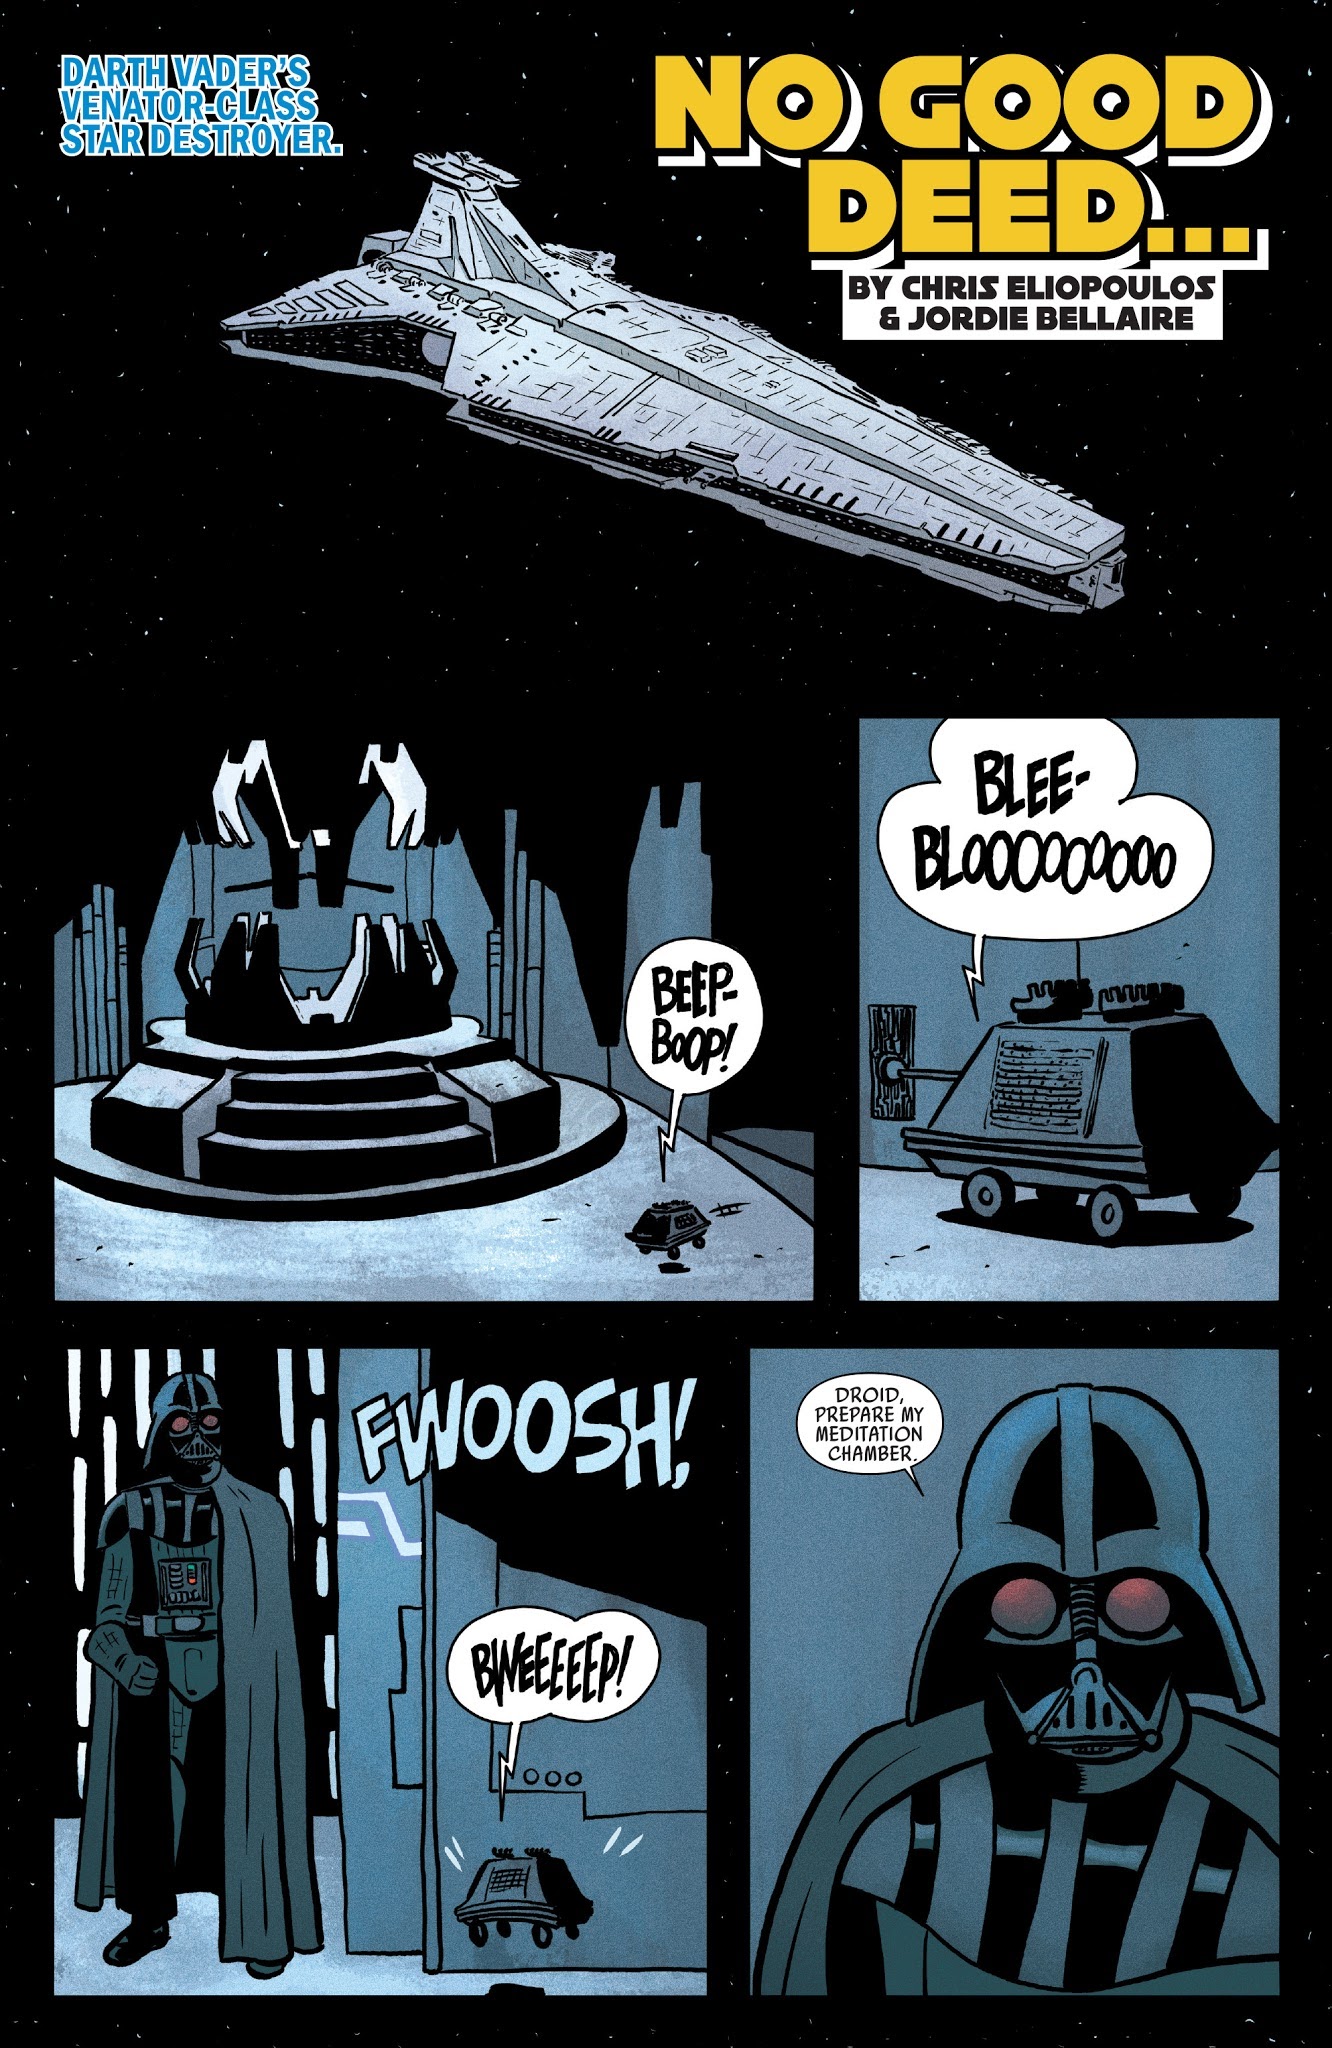 DARTH VADER'S
VENATOR-CLASS
STAR DESTROYER.
NO GOOD
DEED...
BY CHRIS ELIOPOULOS
& JORDIE BELLAIRE
BEEP-
BOOP!
BLEE-
BLOOOOOOOOO
FWOOSH!
BWEEEEEP!
DROID,
PREPARE MY
MEDITATION
CHAMBER.